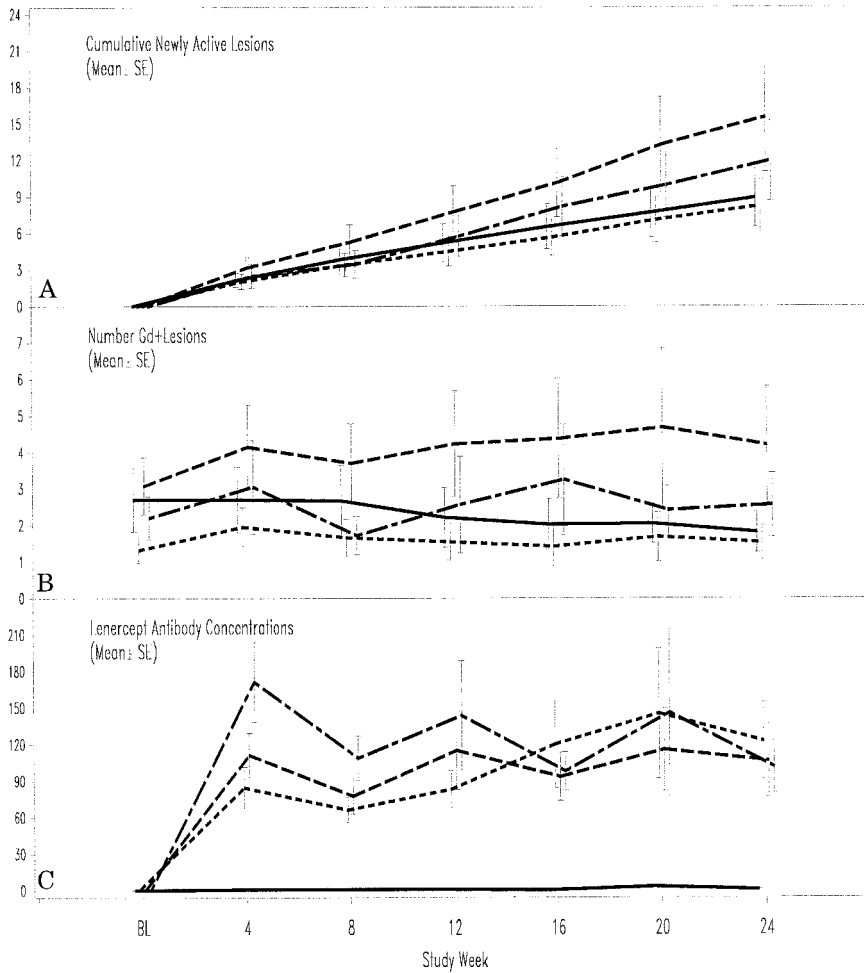 24
21
18
15
12
9
6
3
0
Cumulative Newly Active Lesions
(Mean± SE)
A
7
6
5
4
3
2
1
0
Number Gd+Lesions
(Mean± SE)
B
210
180
150
120
90
60
30
0
Lenercept Antibody Concentrations
(Mean± SE)
C
BL 4 8 12 16 20 24
Study Week